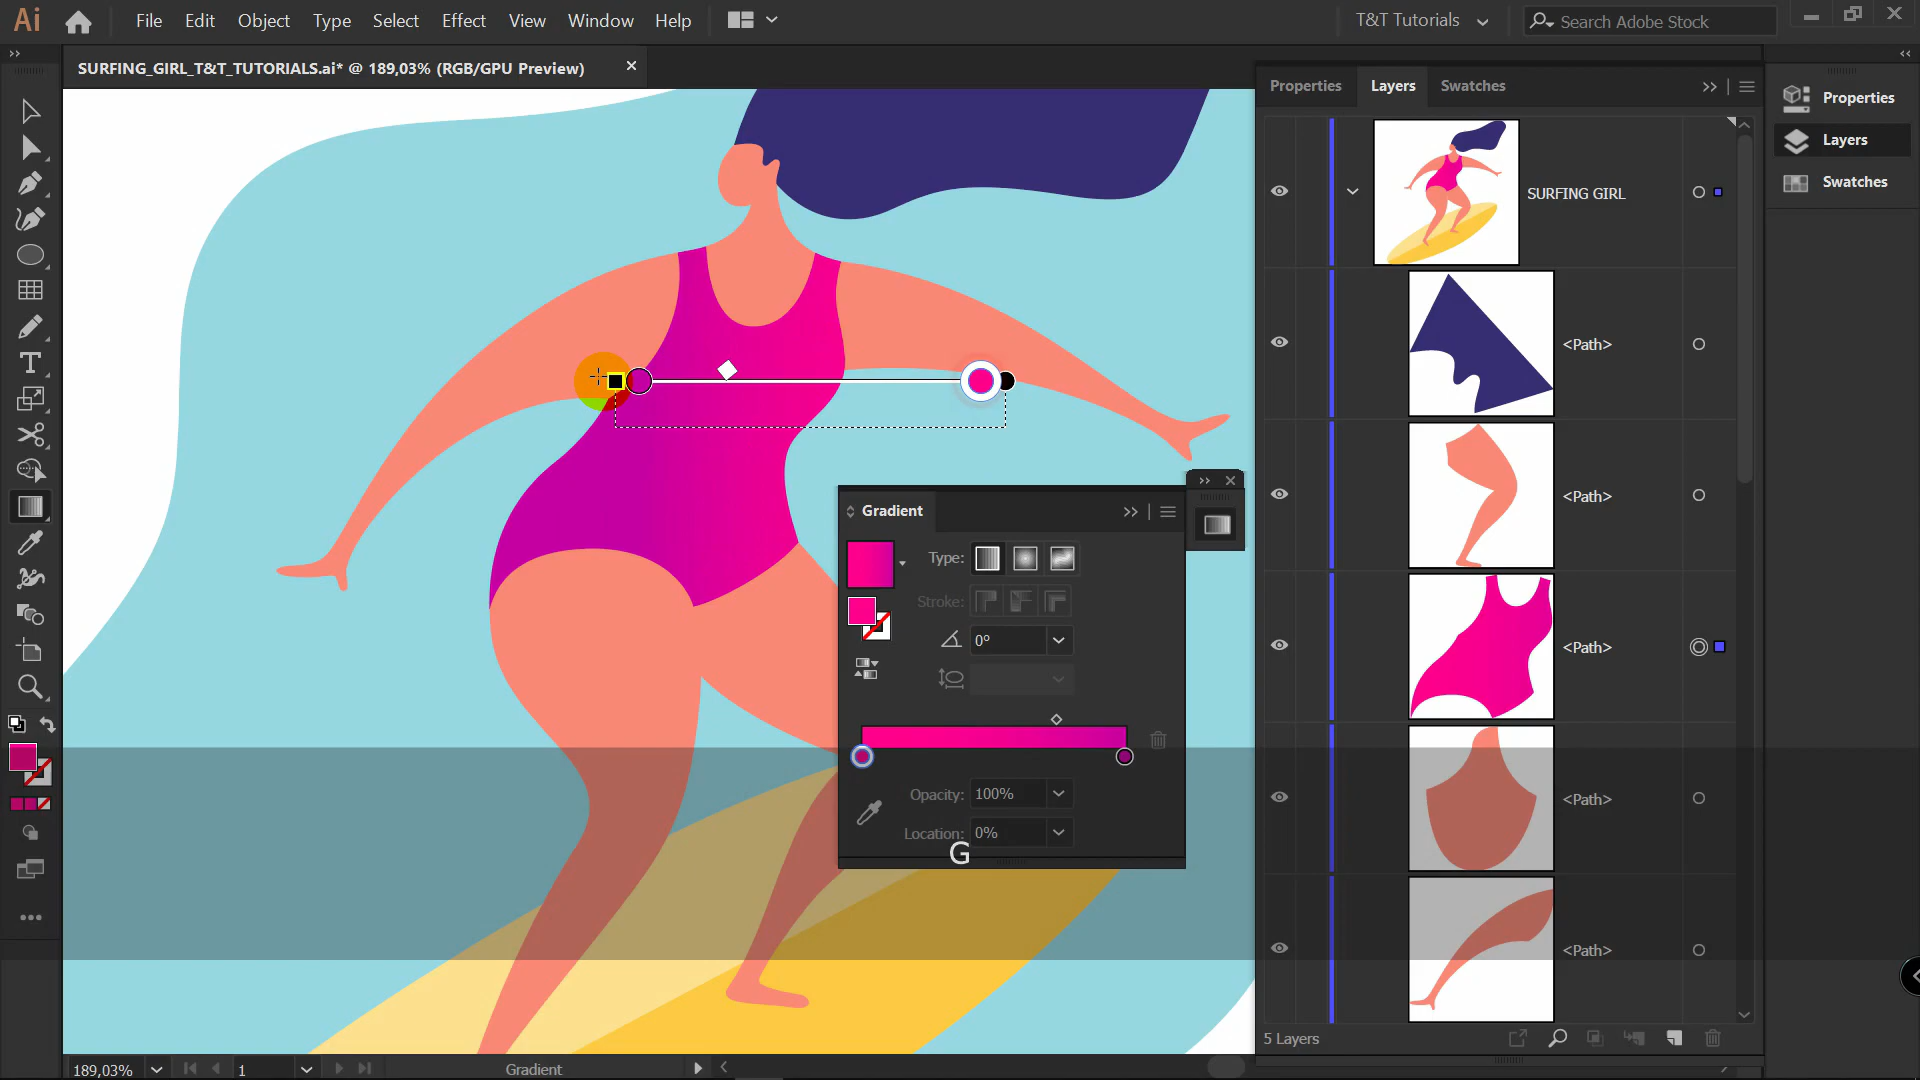 Ai File Edit Object Type Select Effect View Window Help T&T Tutorials Search Adobe Stock
SURFING_GIRL_T&T_TUTORIALS.ai* @ 189,03% (RGB/GPU Preview)
Properties Layers Swatches
Properties
Layers
Swatches
SURFING GIRL
<Path>
<Path>
<Path>
<Path>
<Path>
Gradient
Type:
Stroke:
0°
Opacity: 100%
Location: 0%
G
5 Layers
189,03% 1 Gradient